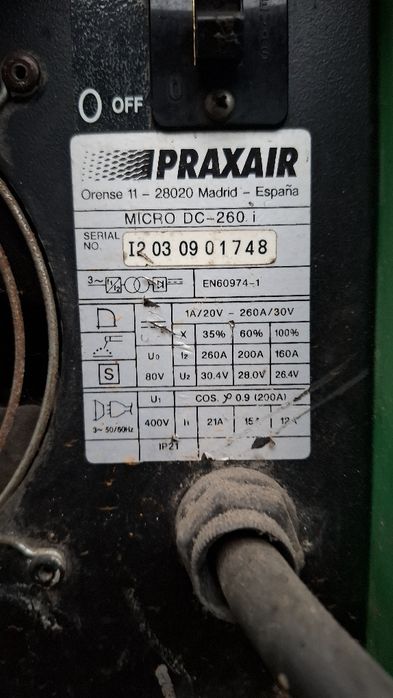 O OFF
PRAXAIR
Orense 11 - 28020 Madrid - España
MICRO DC-260.i
SERIAL NO. I2 03 09 01748
3~ EN60974-1
1A/20V - 260A/30V
X 35% 60% 100%
U0 I2 260A 200A 160A
S 80V U2 30.4V 28.0V 26.4V
U1 COS. φ 0.9 (200A)
3~ 50/60Hz 400V I1 21A
IP21